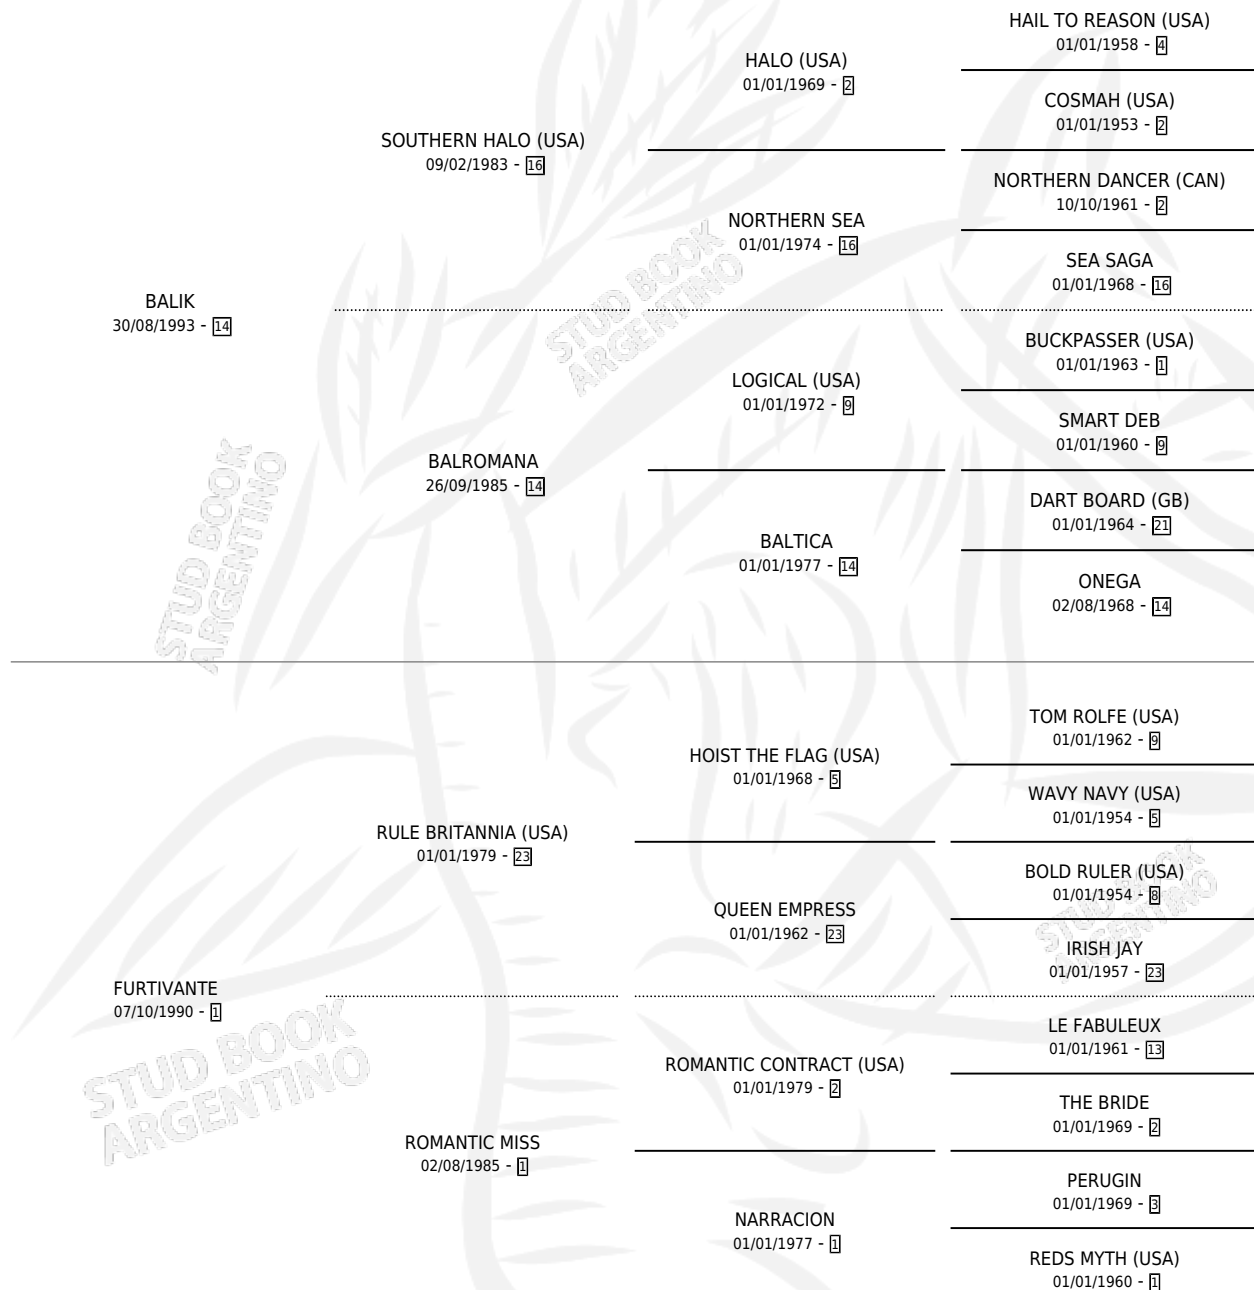 HAIL TO REASON (USA)
01/01/1958 - 4
HALO (USA)
01/01/1969 - 2
COSMAH (USA)
01/01/1953 - 2
SOUTHERN HALO (USA)
09/02/1983 - 16
NORTHERN DANCER (CAN)
10/10/1961 - 2
NORTHERN SEA
01/01/1974 - 16
SEA SAGA
01/01/1968 - 16
BALIK
30/08/1993 - 14
BUCKPASSER (USA)
01/01/1963 - 1
LOGICAL (USA)
01/01/1972 - 9
SMART DEB
01/01/1960 - 9
BALROMANA
26/09/1985 - 14
DART BOARD (GB)
01/01/1964 - 21
BALTICA
01/01/1977 - 14
ONEGA
02/08/1968 - 14
TOM ROLFE (USA)
01/01/1962 - 9
HOIST THE FLAG (USA)
01/01/1968 - 5
WAVY NAVY (USA)
01/01/1954 - 5
RULE BRITANNIA (USA)
01/01/1979 - 23
BOLD RULER (USA)
01/01/1954 - 8
QUEEN EMPRESS
01/01/1962 - 23
IRISH JAY
01/01/1957 - 23
FURTIVANTE
07/10/1990 - 1
LE FABULEUX
01/01/1961 - 13
ROMANTIC CONTRACT (USA)
01/01/1979 - 2
THE BRIDE
01/01/1969 - 2
ROMANTIC MISS
02/08/1985 - 1
PERUGIN
01/01/1969 - 3
NARRACION
01/01/1977 - 1
REDS MYTH (USA)
01/01/1960 - 1
STUD BOOK
ARGENTINO
STUD BOOK
ARGENTINO
STUD BOOK
ARGENTINO
STUD BOOK
ARGENTINO